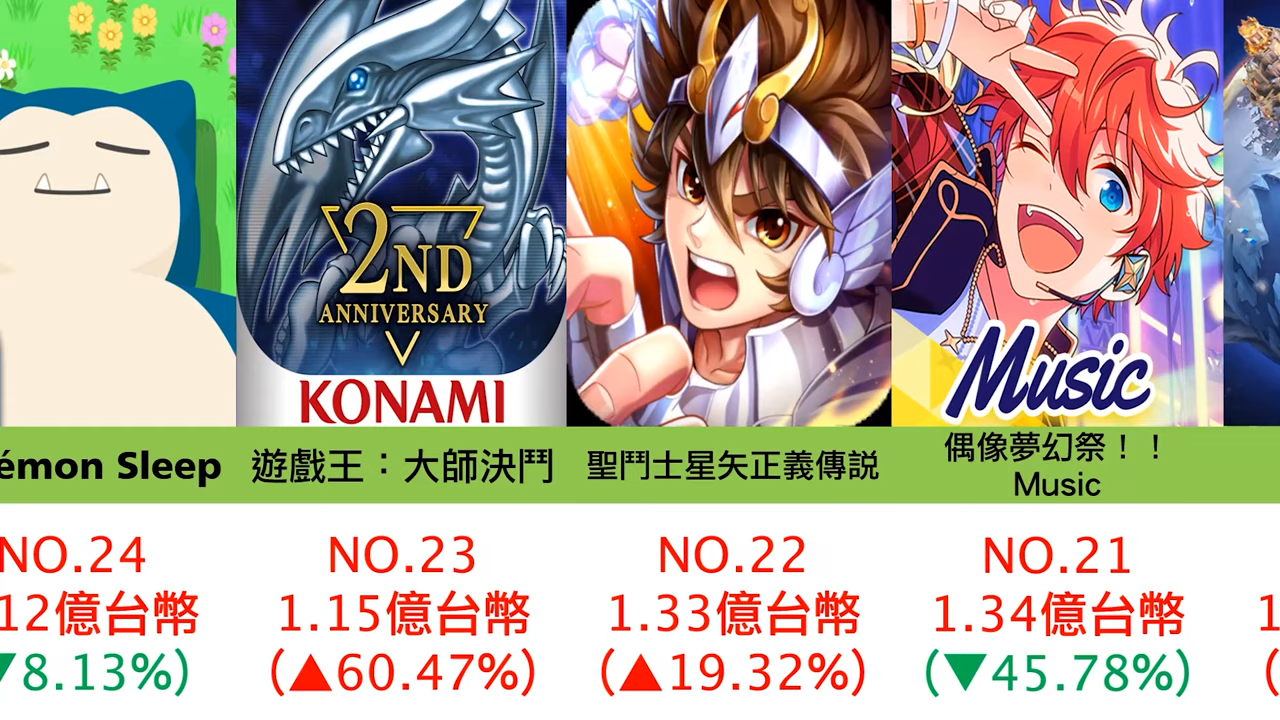 2ND
ANNIVERSARY
KONAMI
Music
émon Sleep
遊戲王：大師決鬥
聖鬥士星矢正義傳説
偶像夢幻祭！！
Music
NO.24
12億台幣
▼8.13%)
NO.23
1.15億台幣
(▲60.47%)
NO.22
1.33億台幣
(▲19.32%)
NO.21
1.34億台幣
(▼45.78%)
1
(